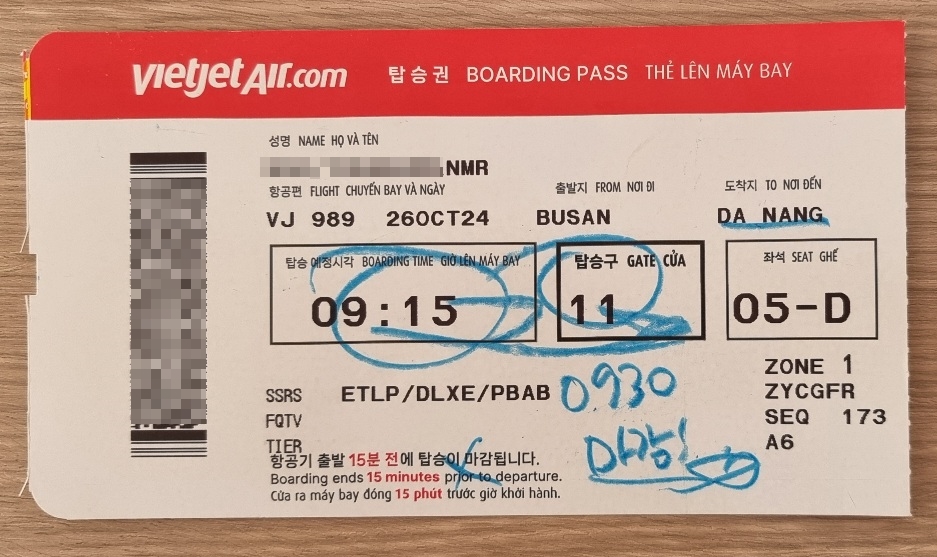 vietjetAir.com 탑승권 BOARDING PASS THẺ LÊN MÁY BAY
성명 NAME HỌ VÀ TÊN
NMR
항공편 FLIGHT CHUYẾN BAY VÀ NGÀY 출발지 FROM NƠI ĐI 도착지 TO NƠI ĐẾN
VJ 989 26OCT24 BUSAN DA NANG
탑승 예정시각 BOARDING TIME GIỜ LÊN MÁY BAY 탑승구 GATE CỬA 좌석 SEAT GHẾ
09:15 11 05-D
ZONE 1
SSRS ETLP/DLXE/PBAB 0930 ZYCGFR
FQTV SEQ 173
TIER 마감! A6
항공기 출발 15분 전에 탑승이 마감됩니다.
Boarding ends 15 minutes prior to departure.
Cửa ra máy bay đóng 15 phút trước giờ khởi hành.